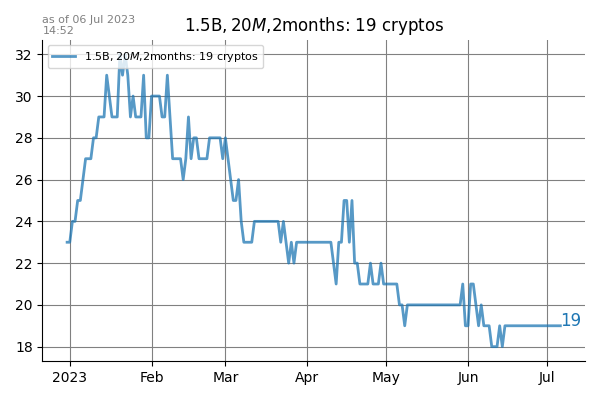 as of 06 Jul 2023
14:52
1.5B, 20M,2months: 19 cryptos
1.5B, 20M,2months: 19 cryptos
32
30
28
26
24
22
20
18
19
2023
Feb
Mar
Apr
May
Jun
Jul